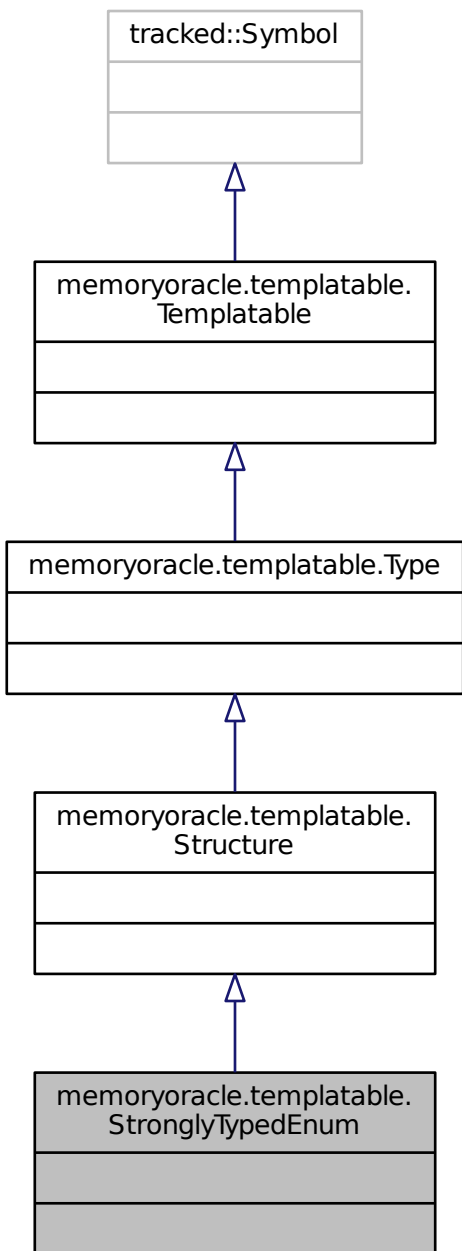 tracked::Symbol
memoryoracle.templatable.
Templatable
memoryoracle.templatable.Type
memoryoracle.templatable.
Structure
memoryoracle.templatable.
StronglyTypedEnum